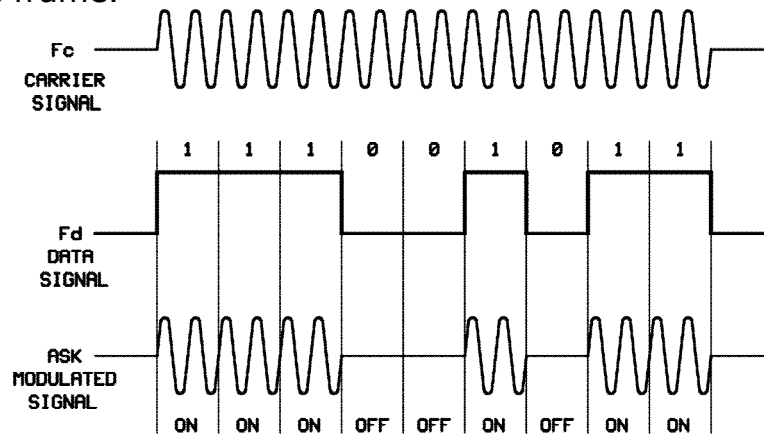 frame.
Fc
CARRIER
SIGNAL
1 1 1 0 0 1 0 1 1
Fd
DATA
SIGNAL
ASK
MODULATED
SIGNAL
ON ON ON OFF OFF ON OFF ON ON